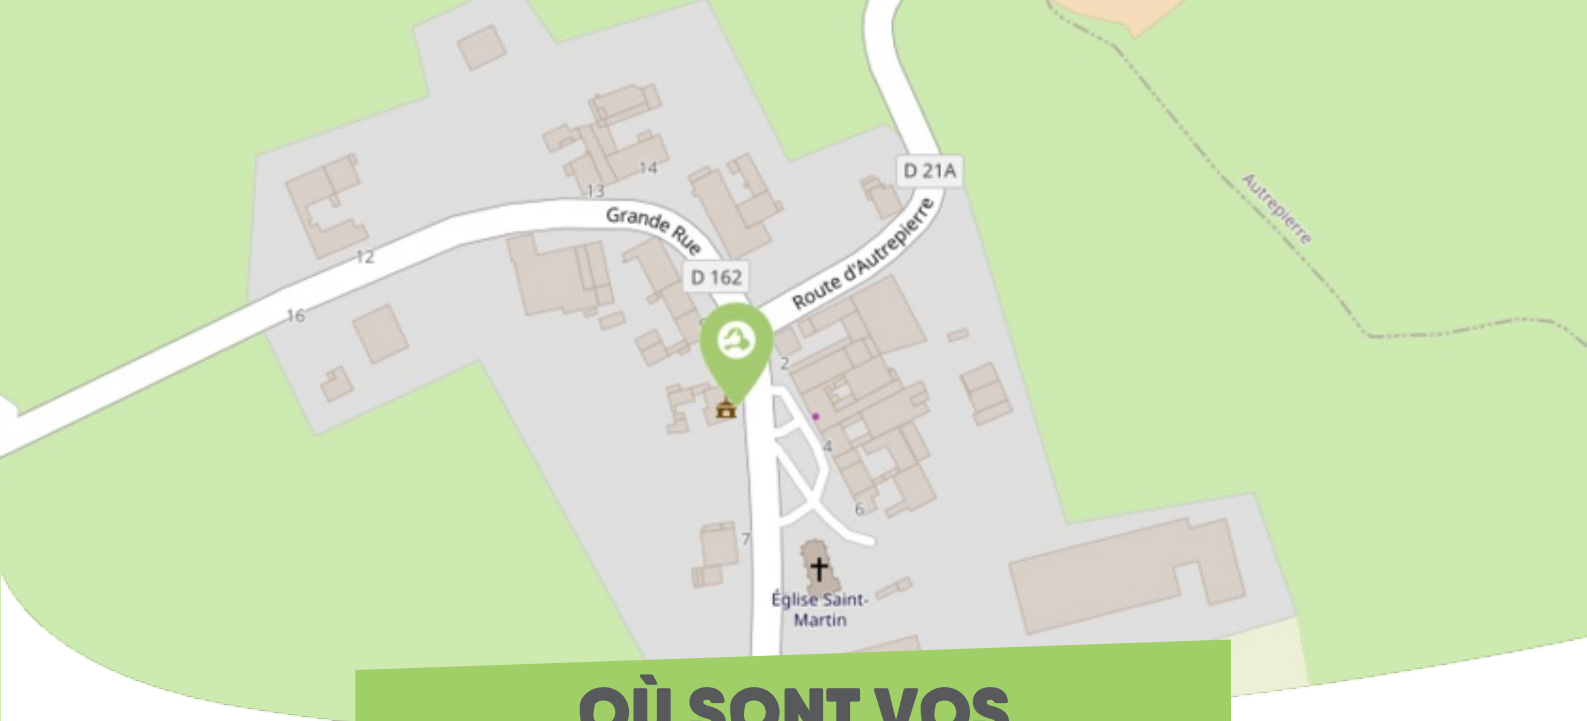 D 21A
Autrepierre
14
13
Grande Rue
12
D 162
Route d'Autrepierre
16
2
4
6
7
Église Saint-
Martin
OÙ SONT VOS